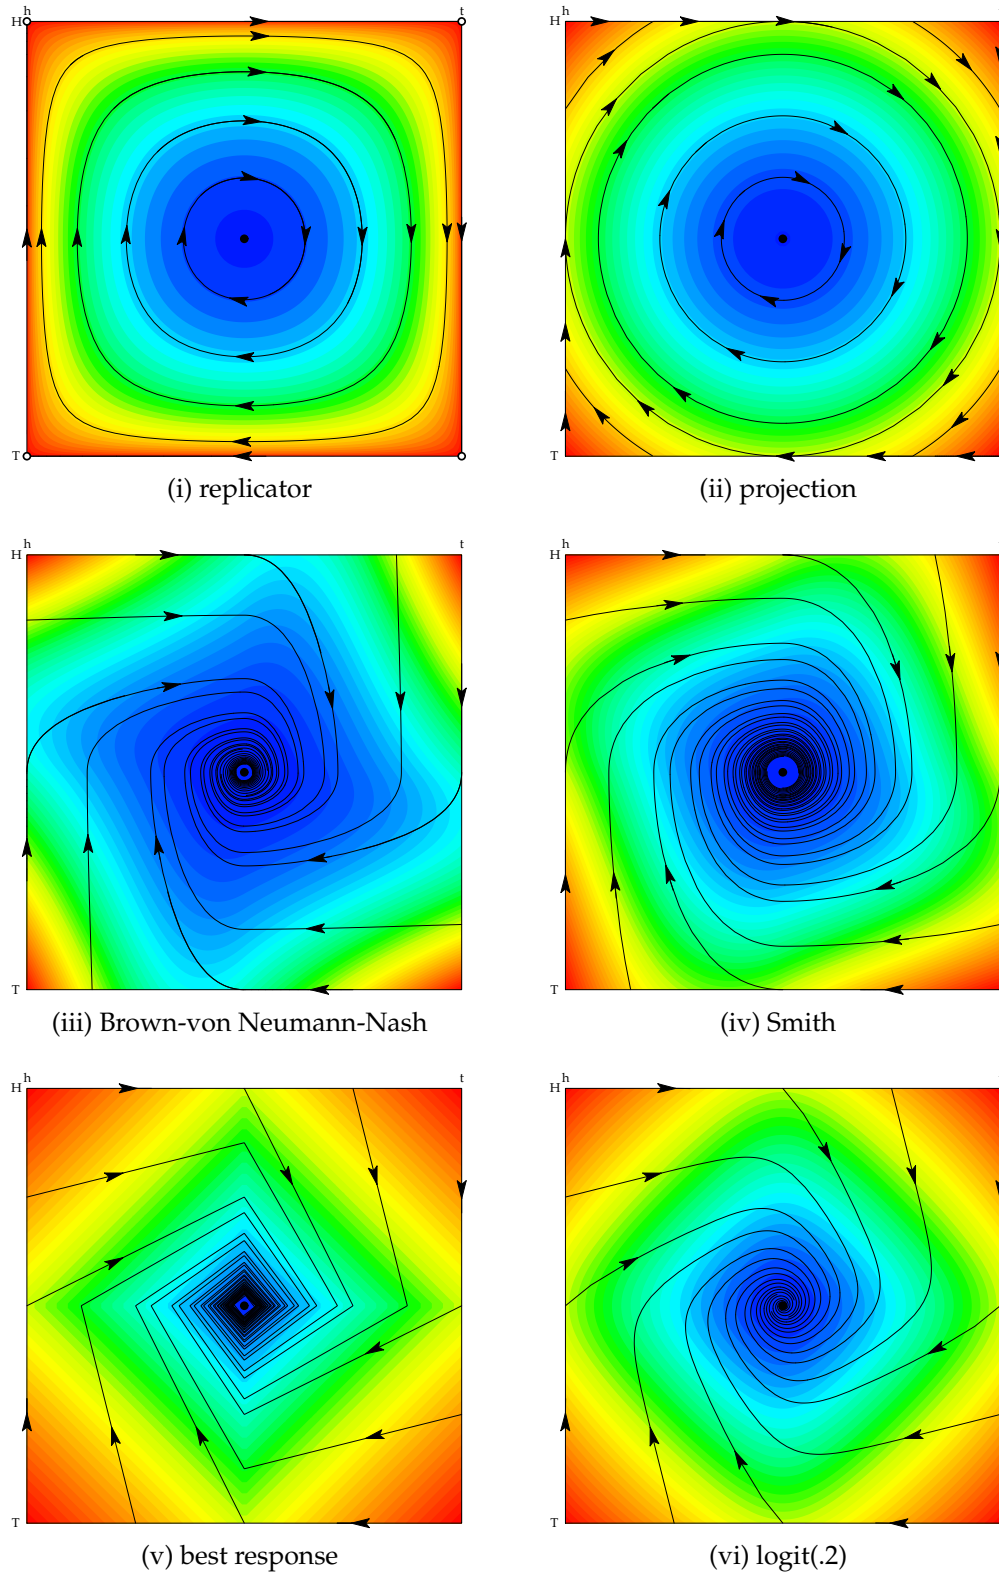 h t
H
T
(i) replicator
h
H
T
(ii) projection
h t
H
T
(iii) Brown-von Neumann-Nash
h
H
T
(iv) Smith
h t
H
T
(v) best response
h
H
T
(vi) logit(.2)